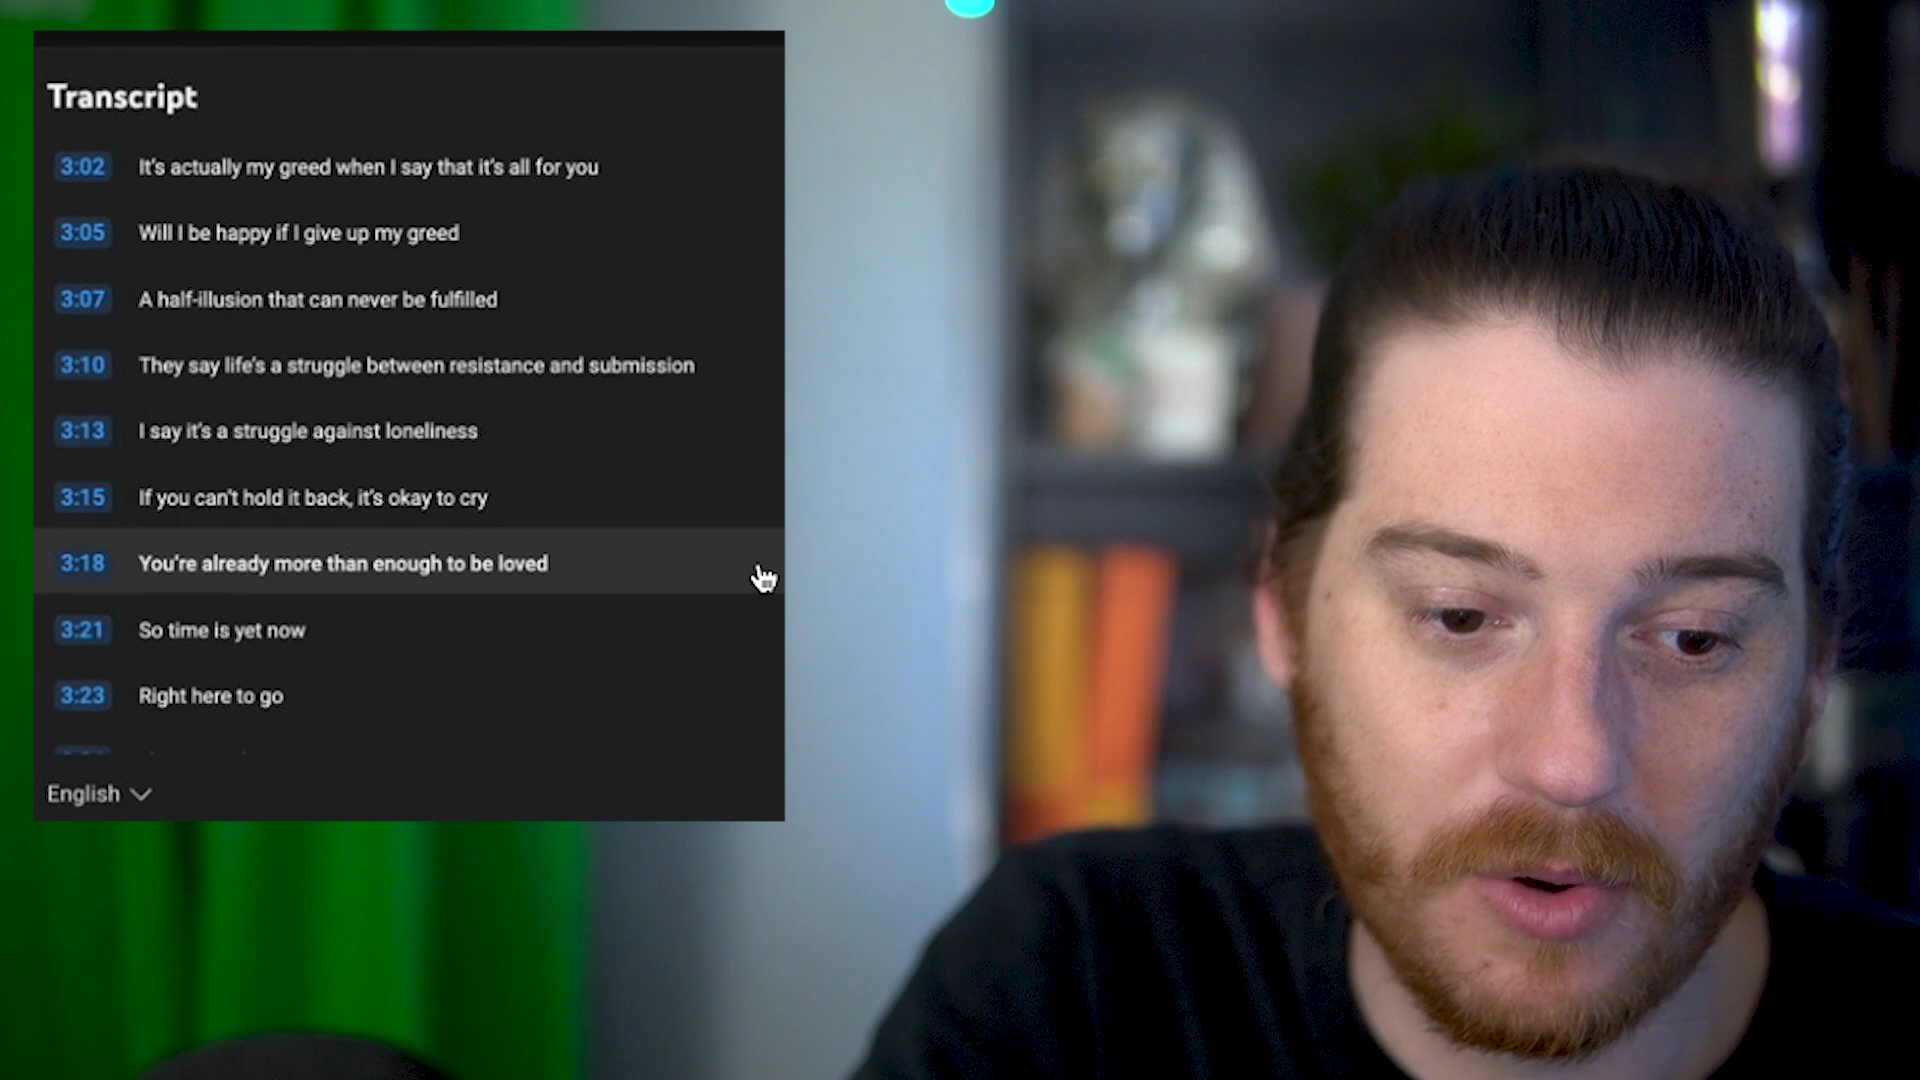 Transcript
3:02 It's actually my greed when I say that it's all for you
3:05 Will I be happy if I give up my greed
3:07 A half-illusion that can never be fulfilled
3:10 They say life's a struggle between resistance and submission
3:13 I say it's a struggle against loneliness
3:15 If you can't hold it back, it's okay to cry
3:18 You're already more than enough to be loved
3:21 So time is yet now
3:23 Right here to go
English